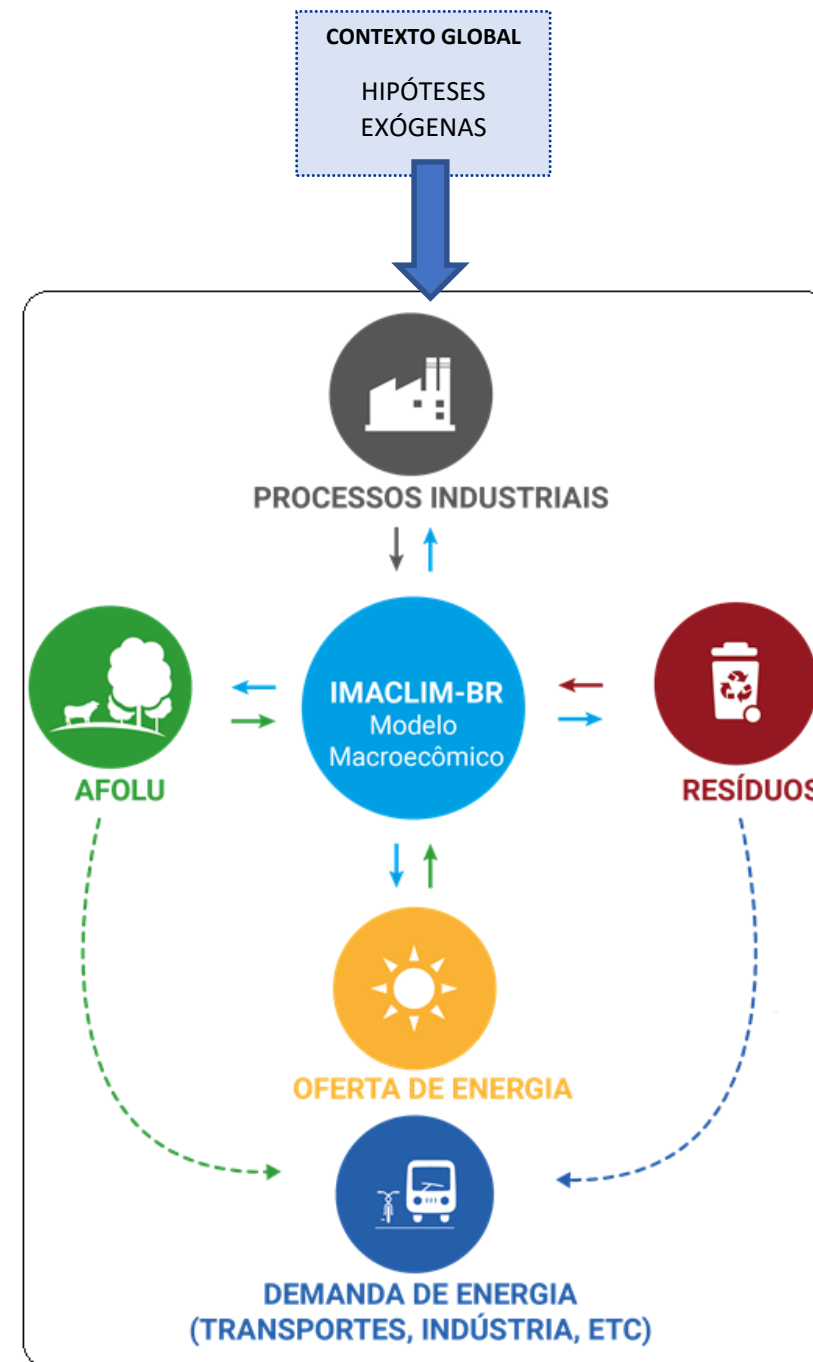 CONTEXTO GLOBAL
HIPÓTESES
EXÓGENAS
PROCESSOS INDUSTRIAIS
IMACLIM-BR
Modelo
Macroecômico
AFOLU
RESÍDUOS
OFERTA DE ENERGIA
DEMANDA DE ENERGIA
(TRANSPORTES, INDÚSTRIA, ETC)